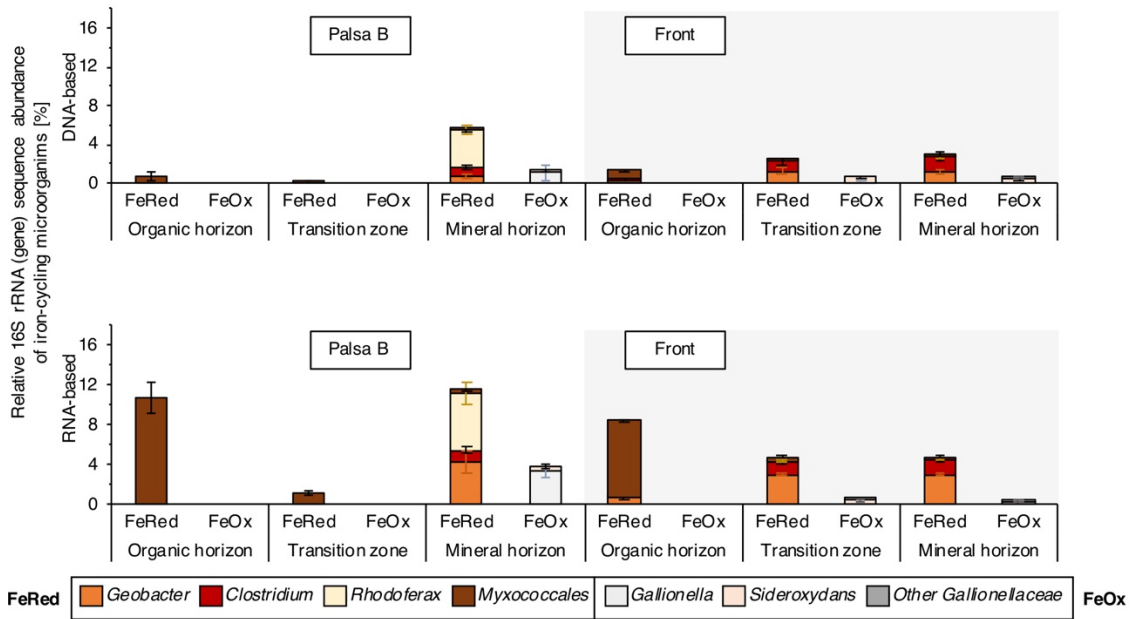 Relative 16S rRNA (gene) sequence abundance
of iron-cycling microorganims [%]
DNA-based
16
12
8
4
0
Palsa B
Front
FeRed FeOx FeRed FeOx FeRed FeOx FeRed FeOx FeRed FeOx FeRed FeOx
Organic horizon Transition zone Mineral horizon Organic horizon Transition zone Mineral horizon
RNA-based
16
12
8
4
0
Palsa B
Front
FeRed FeOx FeRed FeOx FeRed FeOx FeRed FeOx FeRed FeOx FeRed FeOx
Organic horizon Transition zone Mineral horizon Organic horizon Transition zone Mineral horizon
FeRed Geobacter Clostridium Rhodoferax Myxococcales Gallionella Sideroxydans Other Gallionellaceae FeOx